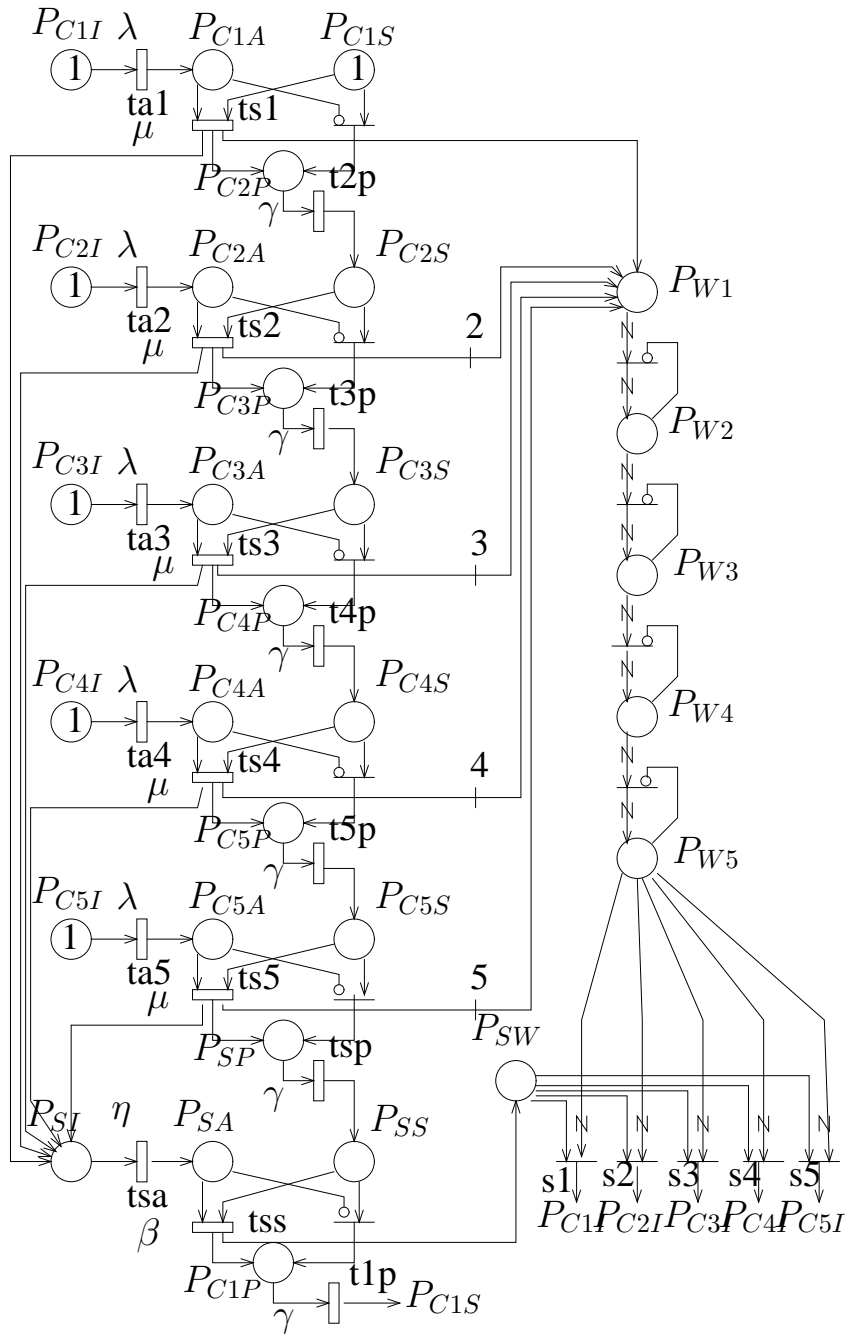 P_{C1I} λ P_{C1A} P_{C1S}
1 1
ta1 ts1
μ
P_{C2P} t2p
γ
P_{C2I} λ P_{C2A} P_{C2S} P_{W1}
1
ta2 ts2 2
μ N
N
P_{C3P} t3p
γ P_{W2}
P_{C3I} λ P_{C3A} P_{C3S} N
1
ta3 ts3 3 N
μ P_{W3}
P_{C4P} t4p N
γ
P_{C4I} λ P_{C4A} P_{C4S} N
1 P_{W4}
ta4 ts4 4 N
μ
N
P_{C5P} t5p
γ P_{W5}
P_{C5I} λ P_{C5A} P_{C5S}
1
ta5 ts5 5
μ
P_{SP} tsp P_{SW}
γ
P_{SI} η P_{SA} P_{SS} N N N N N
tsa tss s1 s2 s3 s4 s5
β P_{C1I} P_{C2I} P_{C3I} P_{C4I} P_{C5I}
P_{C1P} t1p
γ P_{C1S}